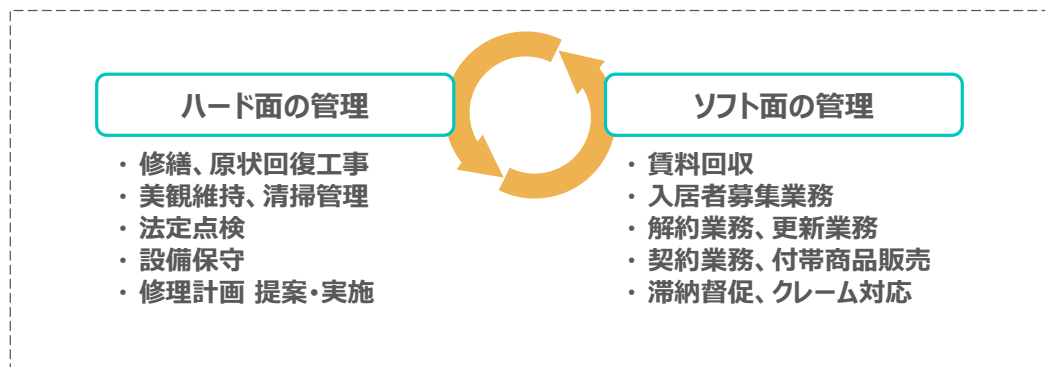 ハード面の管理
・ 修繕、原状回復工事
・ 美観維持、清掃管理
・ 法定点検
・ 設備保守
・ 修理計画 提案・実施
ソフト面の管理
・ 賃料回収
・ 入居者募集業務
・ 解約業務、更新業務
・ 契約業務、付帯商品販売
・ 滞納督促、クレーム対応